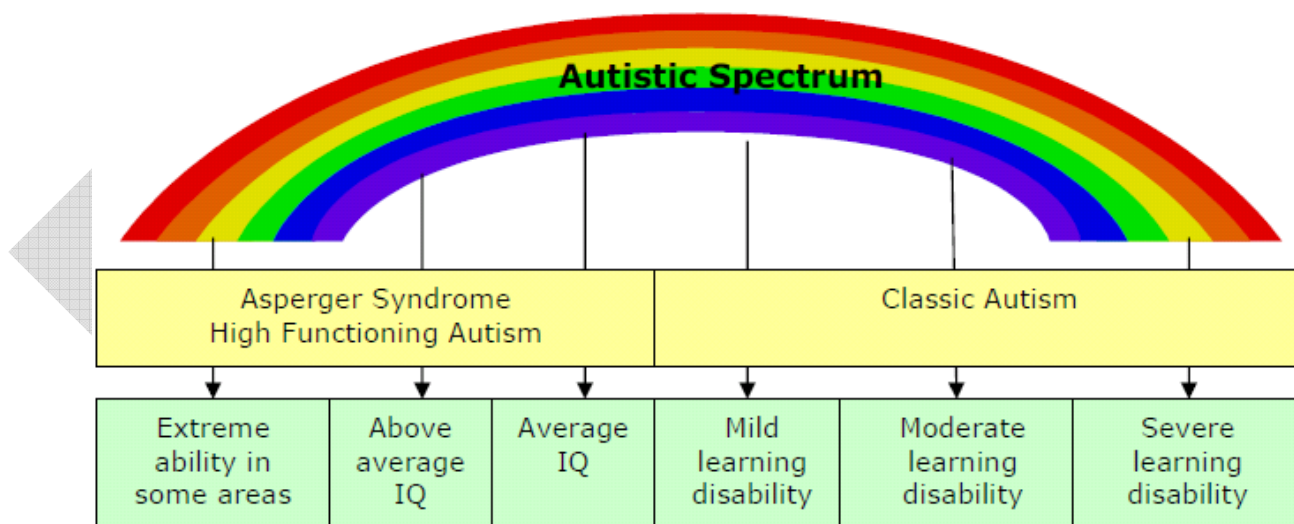 Autistic Spectrum
Asperger Syndrome
High Functioning Autism
Classic Autism
Extreme
ability in
some areas
Above
average
IQ
Average
IQ
Mild
learning
disability
Moderate
learning
disability
Severe
learning
disability